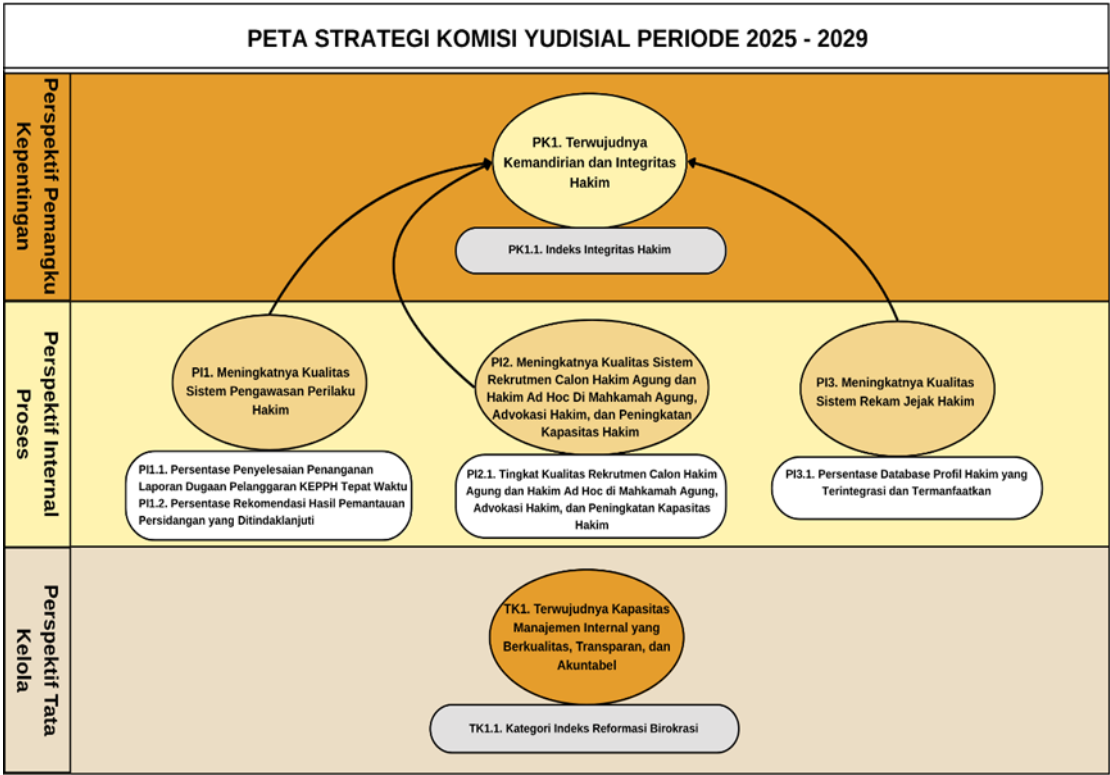 PETA STRATEGI KOMISI YUDISIAL PERIODE 2025 - 2029
Perspektif Pemangku
Kepentingan
PK1. Terwujudnya
Kemandirian dan Integritas
Hakim
PK1.1. Indeks Integritas Hakim
Perspektif Internal
Proses
PI1. Meningkatnya Kualitas
Sistem Pengawasan Perilaku
Hakim
PI1.1. Persentase Penyelesaian Penanganan
Laporan Dugaan Pelanggaran KEPPH Tepat Waktu
PI1.2. Persentase Rekomendasi Hasil Pemantauan
Persidangan yang Ditindaklanjuti
PI2. Meningkatnya Kualitas Sistem
Rekrutmen Calon Hakim Agung dan
Hakim Ad Hoc Di Mahkamah Agung,
Advokasi Hakim, dan Peningkatan
Kapasitas Hakim
PI2.1. Tingkat Kualitas Rekrutmen Calon Hakim
Agung dan Hakim Ad Hoc di Mahkamah Agung,
Advokasi Hakim, dan Peningkatan Kapasitas
Hakim
PI3. Meningkatnya Kualitas
Sistem Rekam Jejak Hakim
PI3.1. Persentase Database Profil Hakim yang
Terintegrasi dan Termanfaatkan
Perspektif Tata
Kelola
TK1. Terwujudnya Kapasitas
Manajemen Internal yang
Berkualitas, Transparan, dan
Akuntabel
TK1.1. Kategori Indeks Reformasi Birokrasi